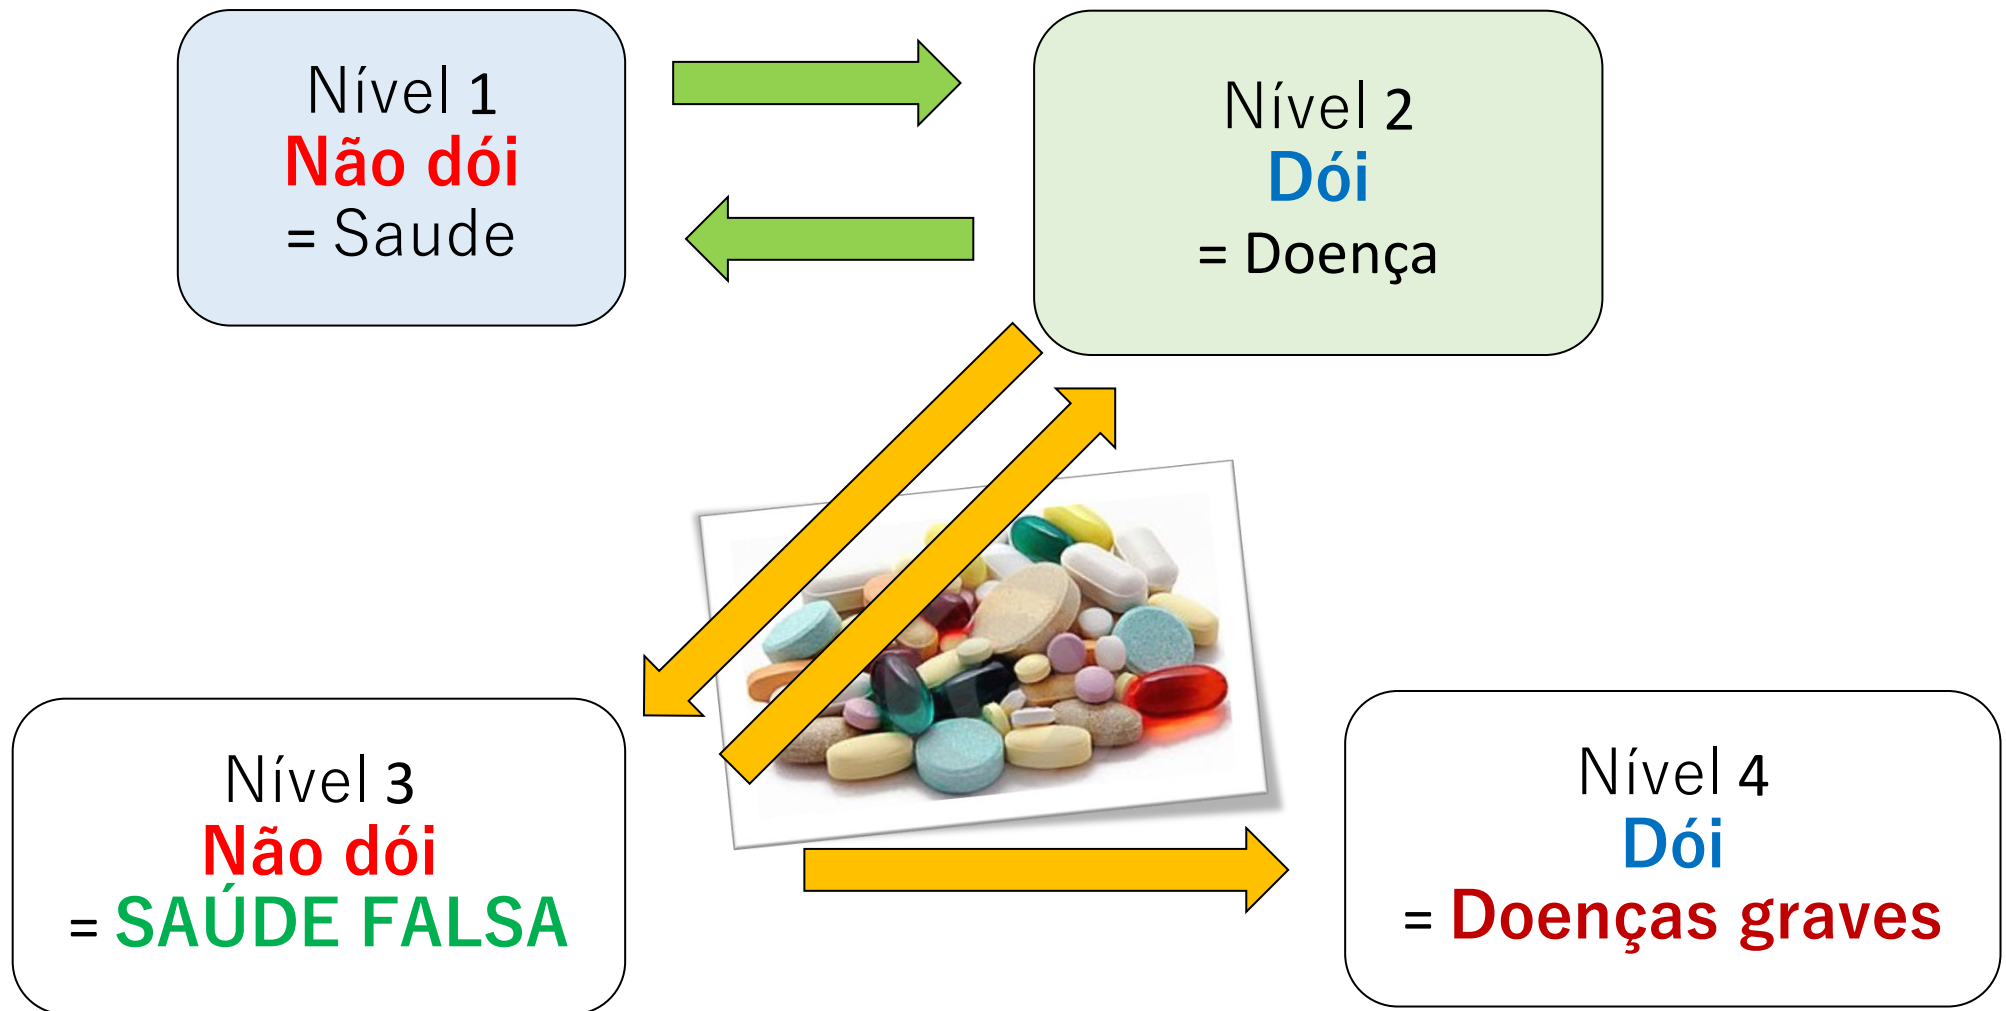 Nível 1
Não dói
= Saude
Nível 2
Dói
= Doença
Nível 3
Não dói
= SAÚDE FALSA
Nível 4
Dói
= Doenças graves